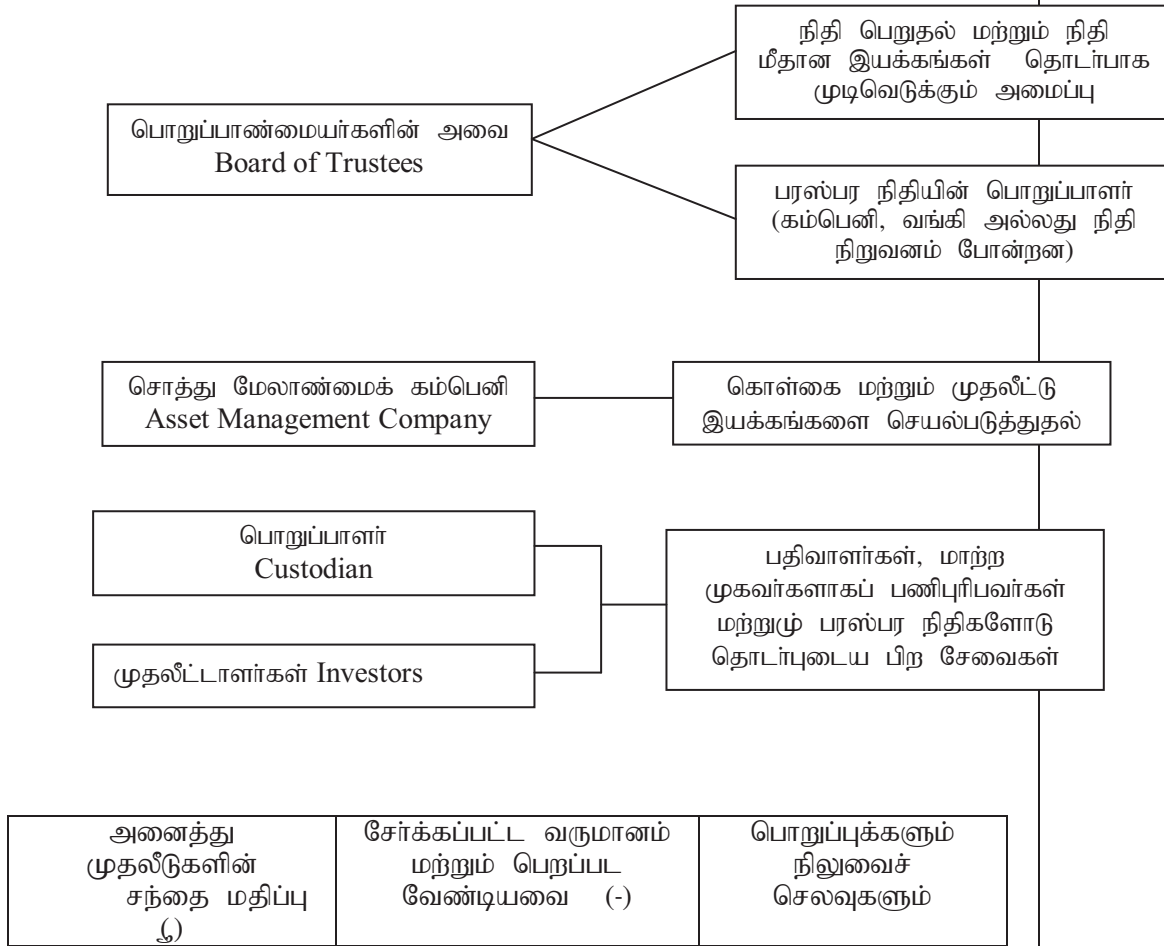 நிதி பெறுதல் மற்றும் நிதி
மீதான இயக்கங்கள் தொடர்பாக
முடிவெடுக்கும் அமைப்பு
பொறுப்பாண்மையர்களின் அவை
Board of Trustees
பரஸ்பர நிதியின் பொறுப்பாளர்
(கம்பெனி, வங்கி அல்லது நிதி
நிறுவனம் போன்றன)
சொத்து மேலாண்மைக் கம்பெனி
Asset Management Company
கொள்கை மற்றும் முதலீட்டு
இயக்கங்களை செயல்படுத்துதல்
பொறுப்பாளர்
Custodian
முதலீட்டாளர்கள் Investors
பதிவாளர்கள், மாற்ற
முகவர்களாகப் பணிபுரிபவர்கள்
மற்றுமு் பரஸ்பர நிதிகளோடு
தொடர்புடைய பிற சேவைகள்
அனைத்து
முதலீடுகளின்
சந்தை மதிப்பு
சேர்க்கப்பட்ட வருமானம்
மற்றும் பெறப்பட
வேண்டியவை (-)
பொறுப்புக்களும்
நிலுவைச்
செலவுகளும்